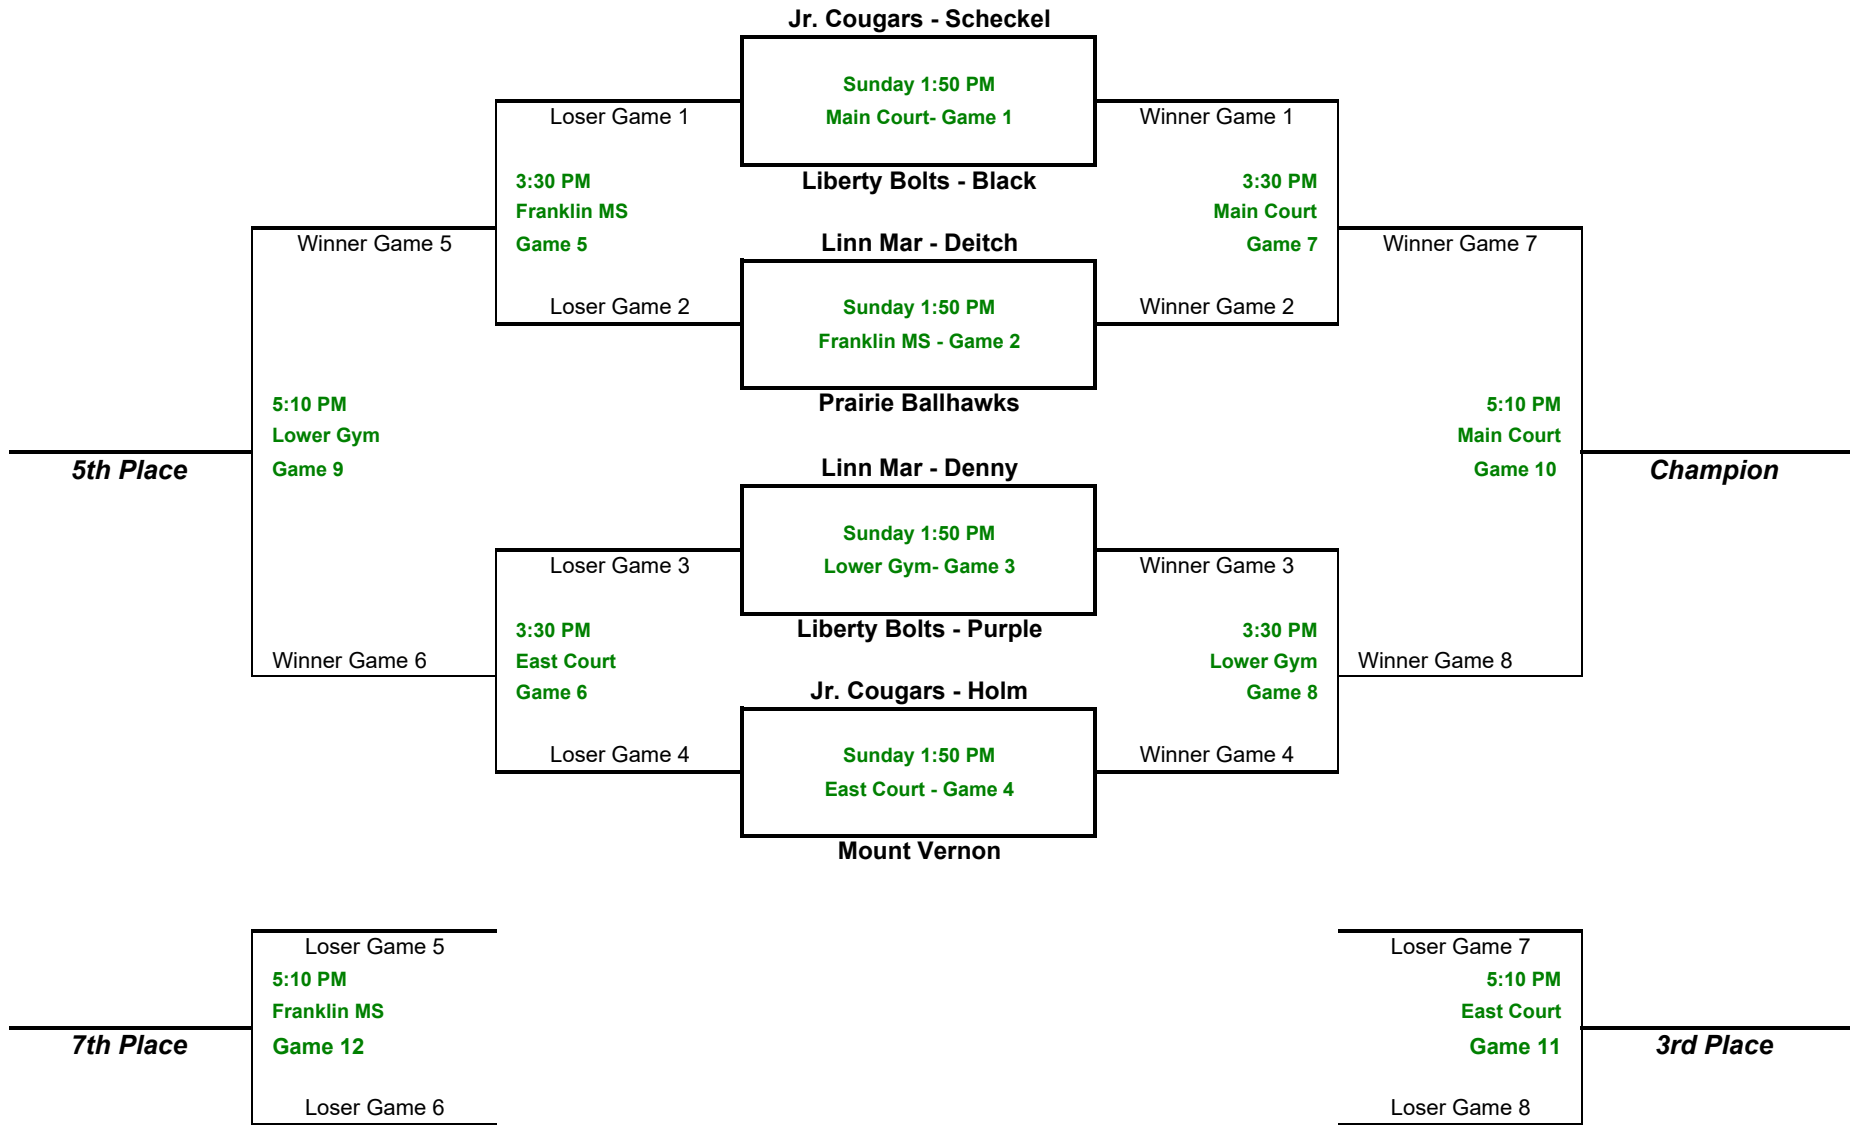 Jr. Cougars - Scheckel
Sunday 1:50 PM
Main Court- Game 1
Loser Game 1
Winner Game 1
Liberty Bolts - Black
3:30 PM
Franklin MS
Game 5
3:30 PM
Main Court
Game 7
Winner Game 5
Linn Mar - Deitch
Winner Game 7
Loser Game 2
Sunday 1:50 PM
Franklin MS - Game 2
Winner Game 2
Prairie Ballhawks
5:10 PM
Lower Gym
Game 9
5:10 PM
Main Court
Game 10
5th Place
Linn Mar - Denny
Champion
Sunday 1:50 PM
Lower Gym- Game 3
Loser Game 3
Winner Game 3
Liberty Bolts - Purple
3:30 PM
East Court
Game 6
3:30 PM
Lower Gym
Game 8
Winner Game 6
Winner Game 8
Jr. Cougars - Holm
Loser Game 4
Sunday 1:50 PM
East Court - Game 4
Winner Game 4
Mount Vernon
Loser Game 5
5:10 PM
Franklin MS
Game 12
7th Place
Loser Game 6
Loser Game 7
5:10 PM
East Court
Game 11
3rd Place
Loser Game 8